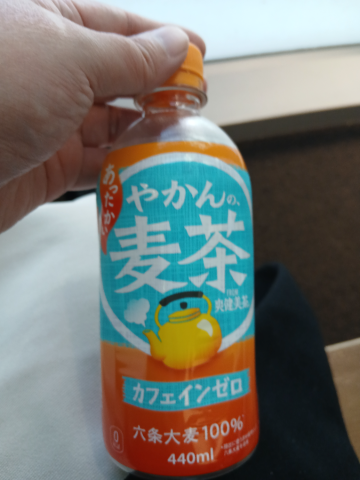 あったかい
やかんの、
麦茶
FROM
爽健美茶
カフェインゼロ
六条大麦100%
440ml